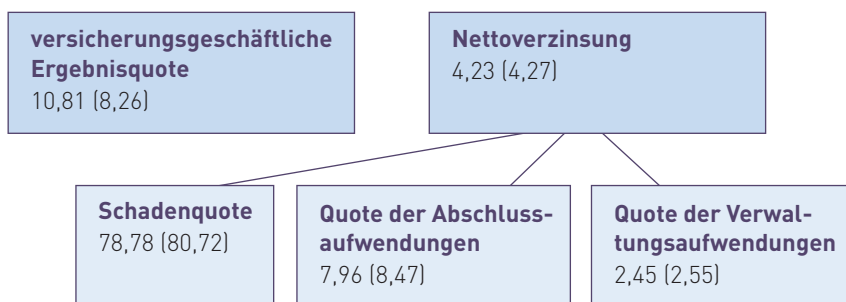 versicherungsgeschäftliche
Ergebnisquote
10,81 (8,26)
Nettoverzinsung
4,23 (4,27)
Schadenquote
78,78 (80,72)
Quote der Abschluss-
aufwendungen
7,96 (8,47)
Quote der Verwal-
tungsaufwendungen
2,45 (2,55)